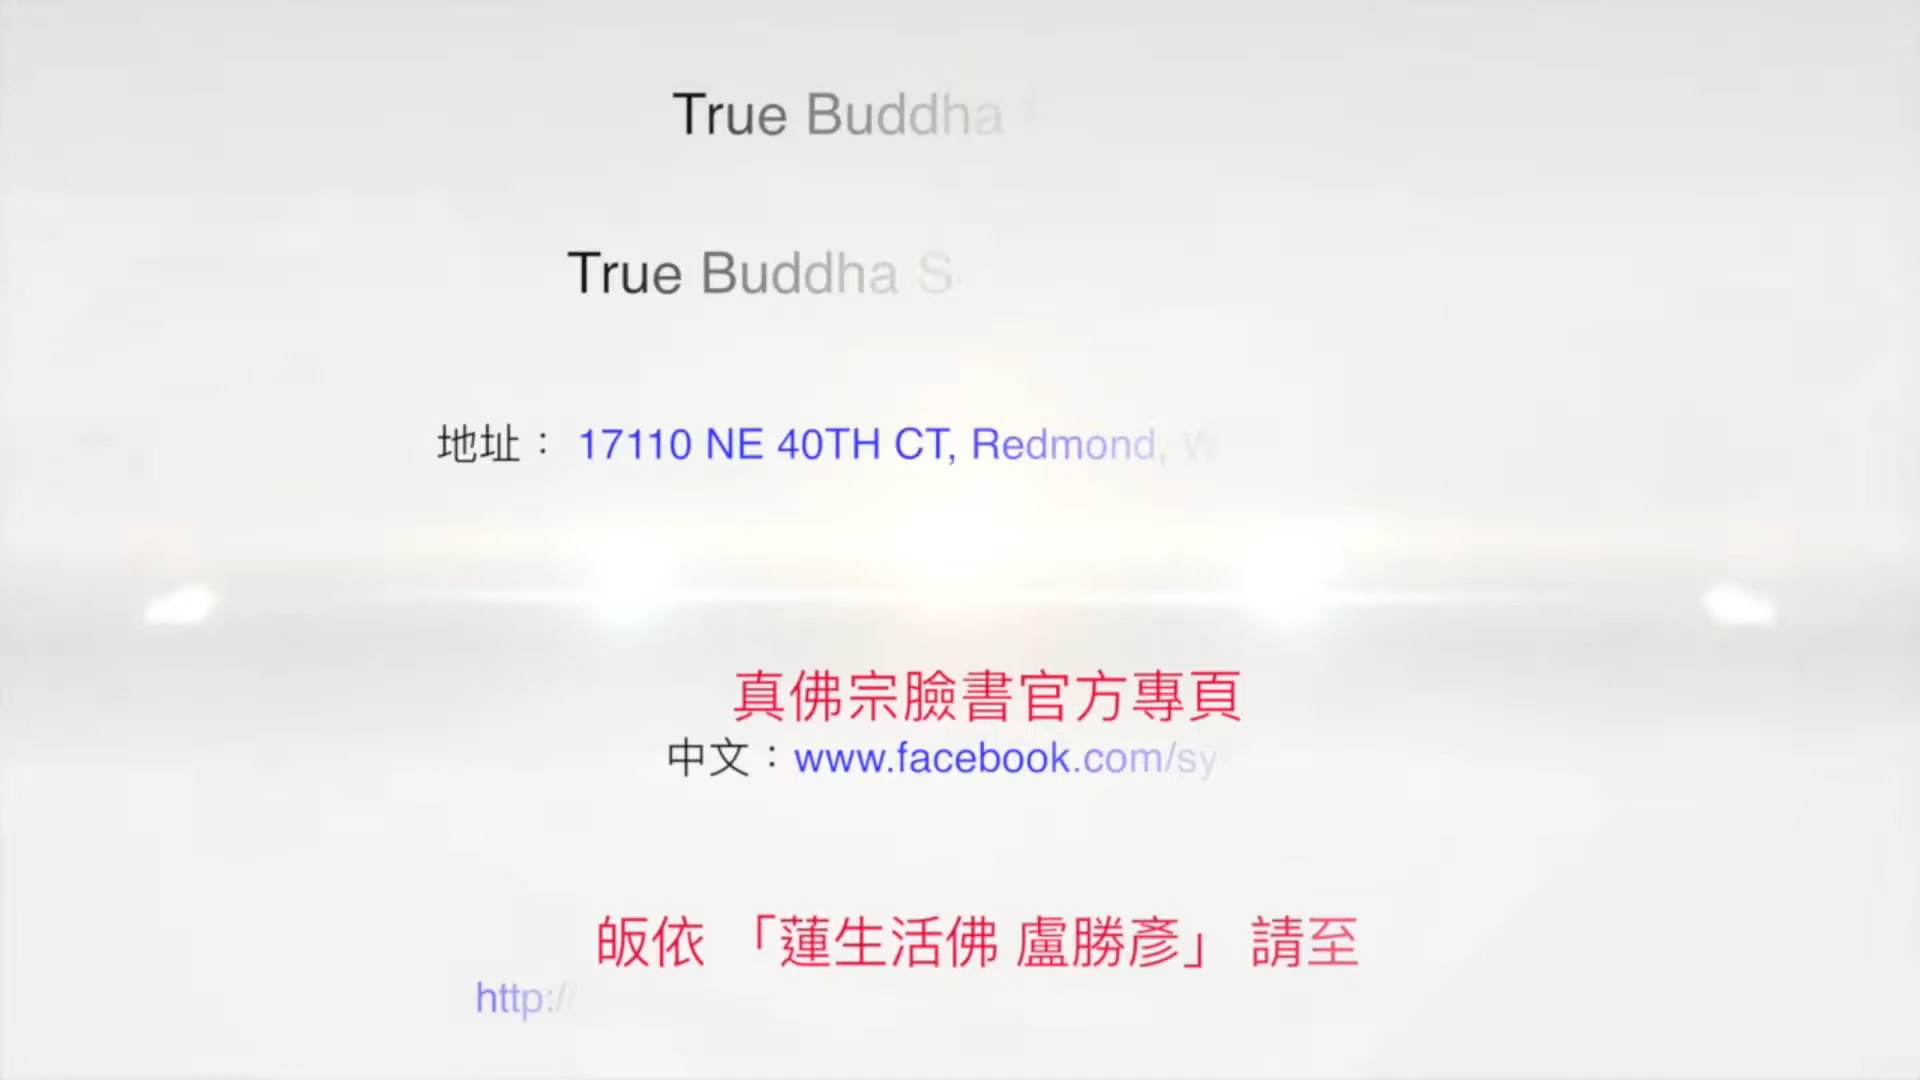 True Buddha
True Buddha S
地址： 17110 NE 40TH CT, Redmond, W
真佛宗臉書官方專頁
中文：www.facebook.com/sy
皈依 「蓮生活佛 盧勝彥」 請至
http:/